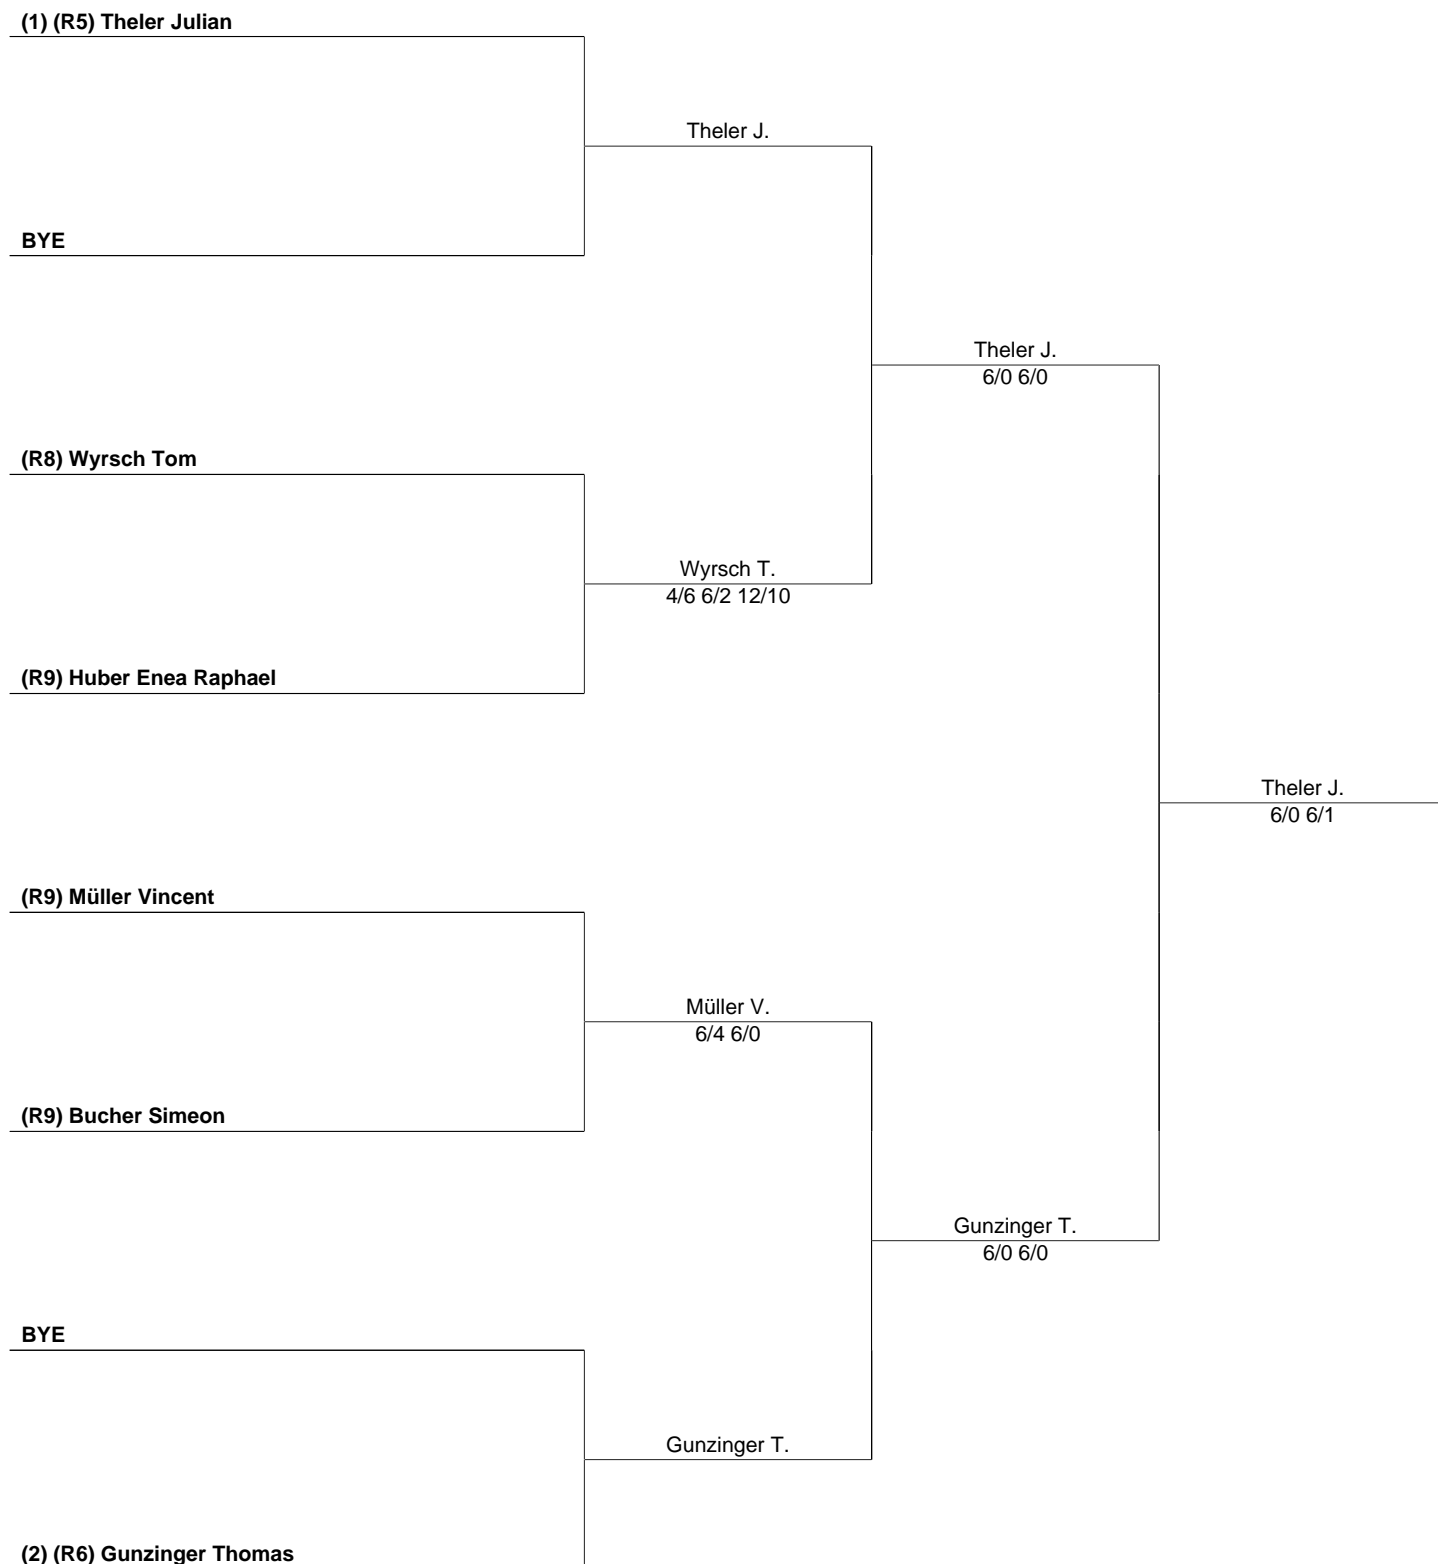 (1) (R5) Theler Julian
Theler J.
BYE
Theler J.
6/0 6/0
(R8) Wyrsch Tom
Wyrsch T.
4/6 6/2 12/10
(R9) Huber Enea Raphael
Theler J.
6/0 6/1
(R9) Müller Vincent
Müller V.
6/4 6/0
(R9) Bucher Simeon
Gunzinger T.
6/0 6/0
BYE
Gunzinger T.
(2) (R6) Gunzinger Thomas